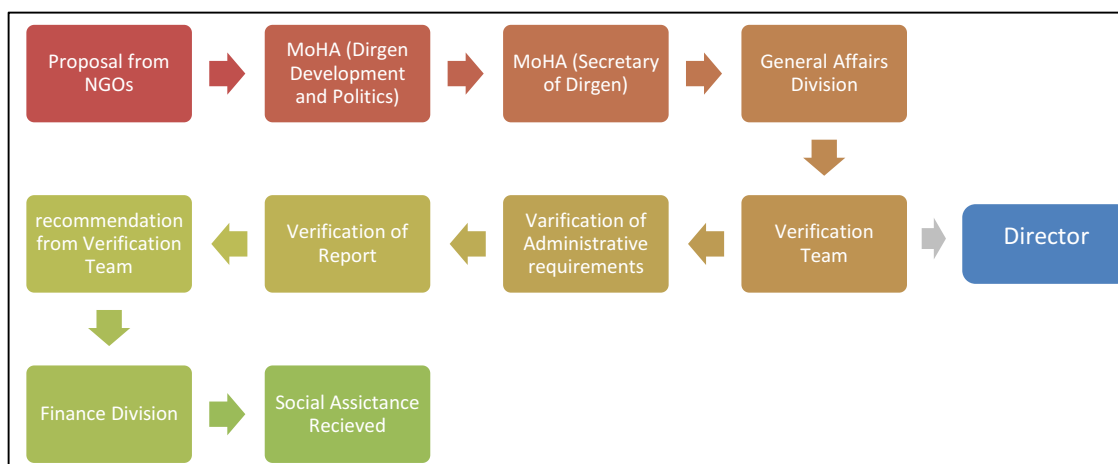 Proposal from
NGOs
MoHA (Dirgen
Development
and Politics)
MoHA (Secretary
of Dirgen)
General Affairs
Division
recommendation
from Verification
Team
Verification of
Report
Varification of
Administrative
requirements
Verification
Team
Director
Finance Division
Social Assictance
Recieved